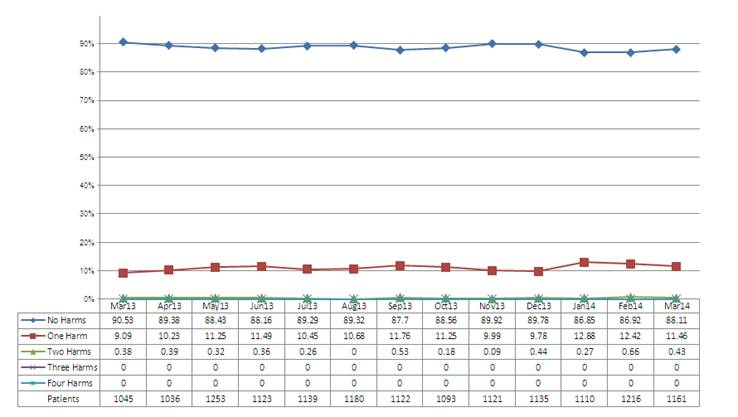 90%
80%
70%
60%
50%
40%
30%
20%
10%
0%
Mar13 Apr13 May13 Jun13 Jul13 Aug13 Sep13 Oct13 Nov13 Dec13 Jan14 Feb14 Mar14
No Harms 90.53 89.38 88.43 88.16 89.29 89.32 87.7 88.56 89.92 89.78 86.85 86.92 88.11
One Harm 9.09 10.23 11.25 11.49 10.45 10.68 11.76 11.25 9.99 9.78 12.88 12.42 11.46
Two Harms 0.38 0.39 0.32 0.36 0.26 0 0.53 0.18 0.09 0.44 0.27 0.66 0.43
Three Harms 0 0 0 0 0 0 0 0 0 0 0 0 0
Four Harms 0 0 0 0 0 0 0 0 0 0 0 0 0
Patients 1045 1036 1253 1123 1139 1180 1122 1093 1121 1135 1110 1216 1161